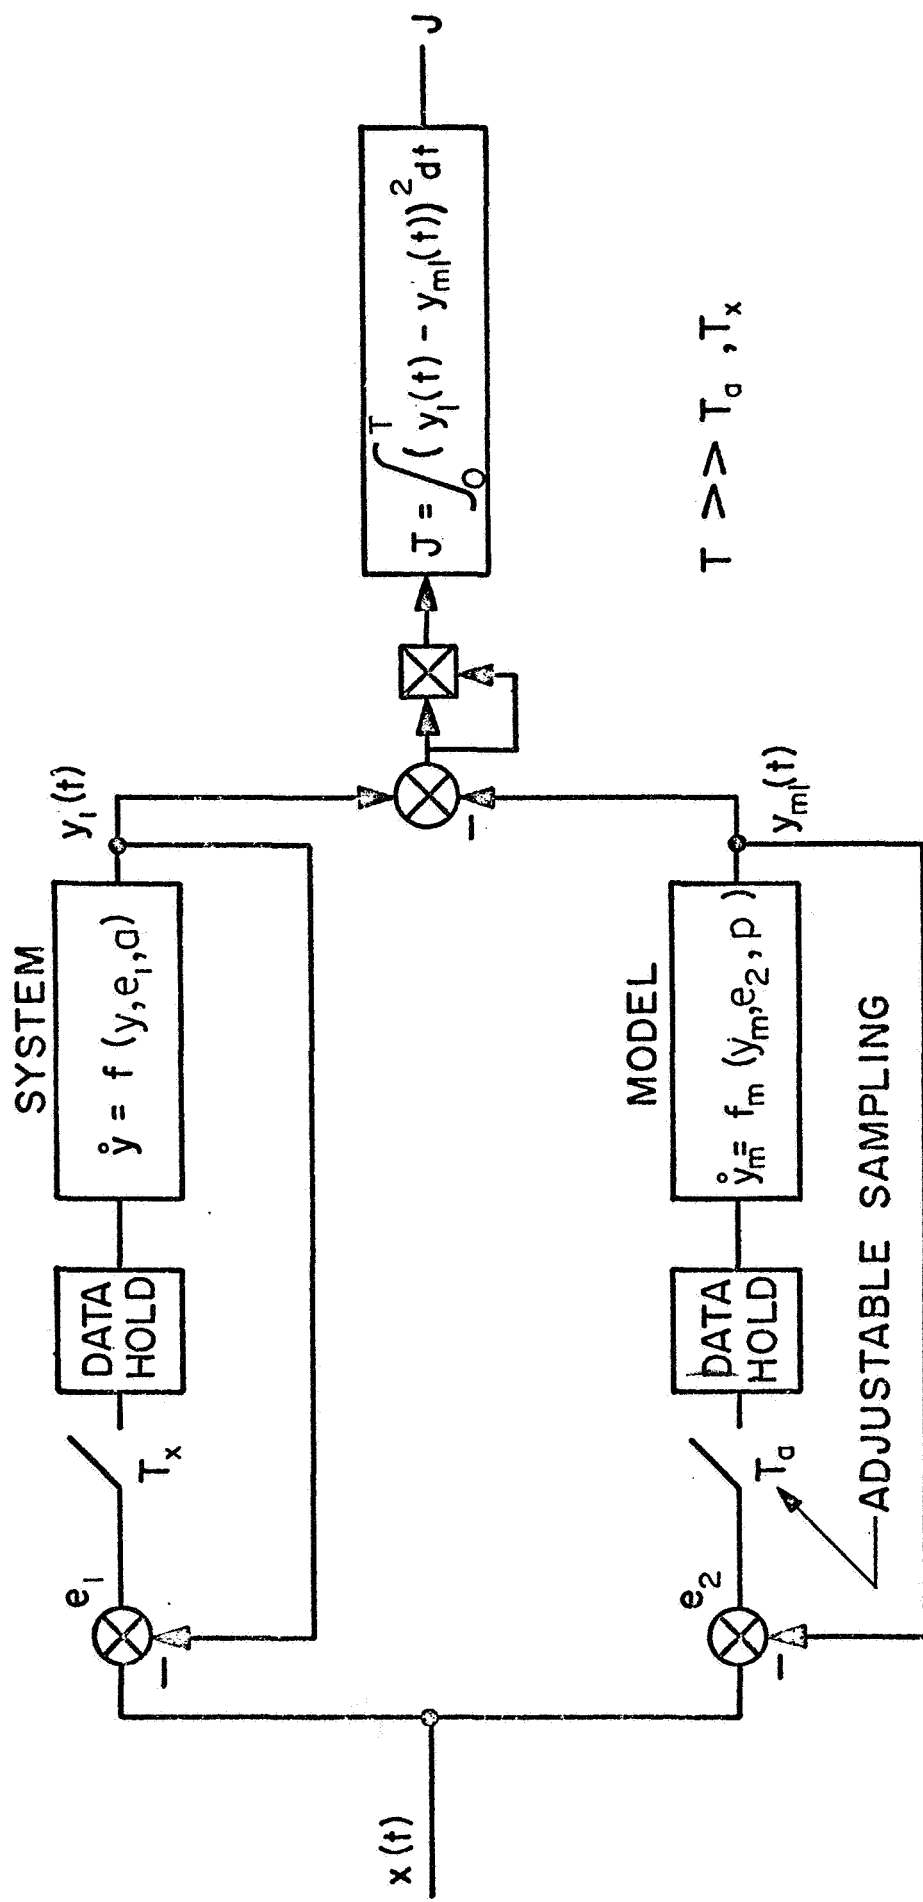 SYSTEM
e₁
Tₓ
DATA
HOLD
ẏ = f (y, e₁, a)
y₁(t)
x(t)
J = ∫₀ᵀ ( y₁(t) − yₘ₁(t))² dt
J
T >> Tₐ , Tₓ
MODEL
e₂
Tₐ
DATA
HOLD
ẏₘ = fₘ (yₘ, e₂, p )
yₘ₁(t)
ADJUSTABLE SAMPLING